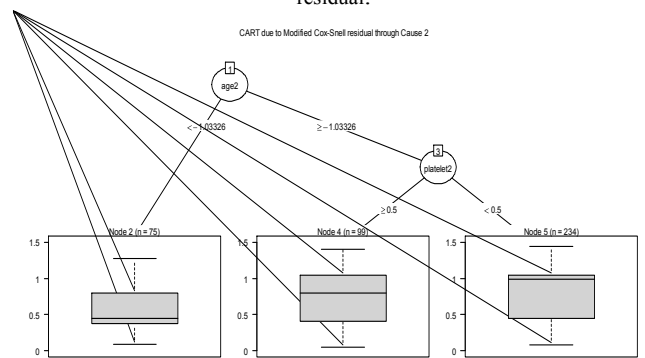 residual.
CART due to Modified Cox-Snell residual through Cause 2
1
age2
<−1.03326
≥−1.03326
3
platelet2
≥0.5
<0.5
Node 2 (n = 75)
Node 4 (n = 99)
Node 5 (n = 234)
1.5
1
0.5
0
1.5
1
0.5
0
1.5
1
0.5
0